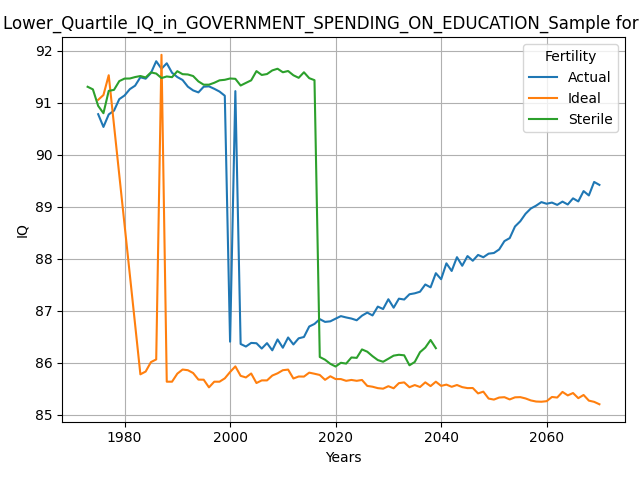 Lower_Quartile_IQ_in_GOVERNMENT_SPENDING_ON_EDUCATION_Sample for
92
91
90
89
88
87
86
85
IQ
Fertility
Actual
Ideal
Sterile
1980
2000
2020
2040
2060
Years